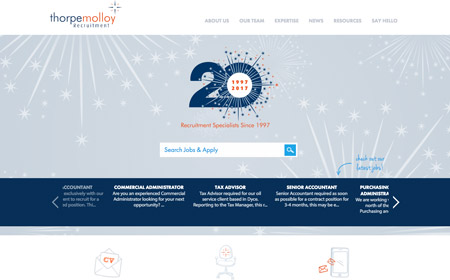 thorpemolloy
recruitment
ABOUT US
OUR TEAM
EXPERTISE
NEWS
RESOURCES
SAY HELLO
20
1997
2017
Recruitment Specialists Since 1997
Search Jobs & Apply
check out our
latest jobs!
CCOUNTANT
exclusively with our
ent to recruit for a
ed position. This
COMMERCIAL ADMINISTRATOR
Are you an experienced Commercial
Administrator looking for your next
opportunity? ...
TAX ADVISOR
Tax Advisor required for our oil
service client based in Dyce.
Reporting to the Tax Manager, this r...
SENIOR ACCOUNTANT
Senior Accountant required as soon
as possible for a contract position for
3-4 months, this may be e...
PURCHASIN
ADMINISTRA
We are working
north of the
Purchasing an
CV